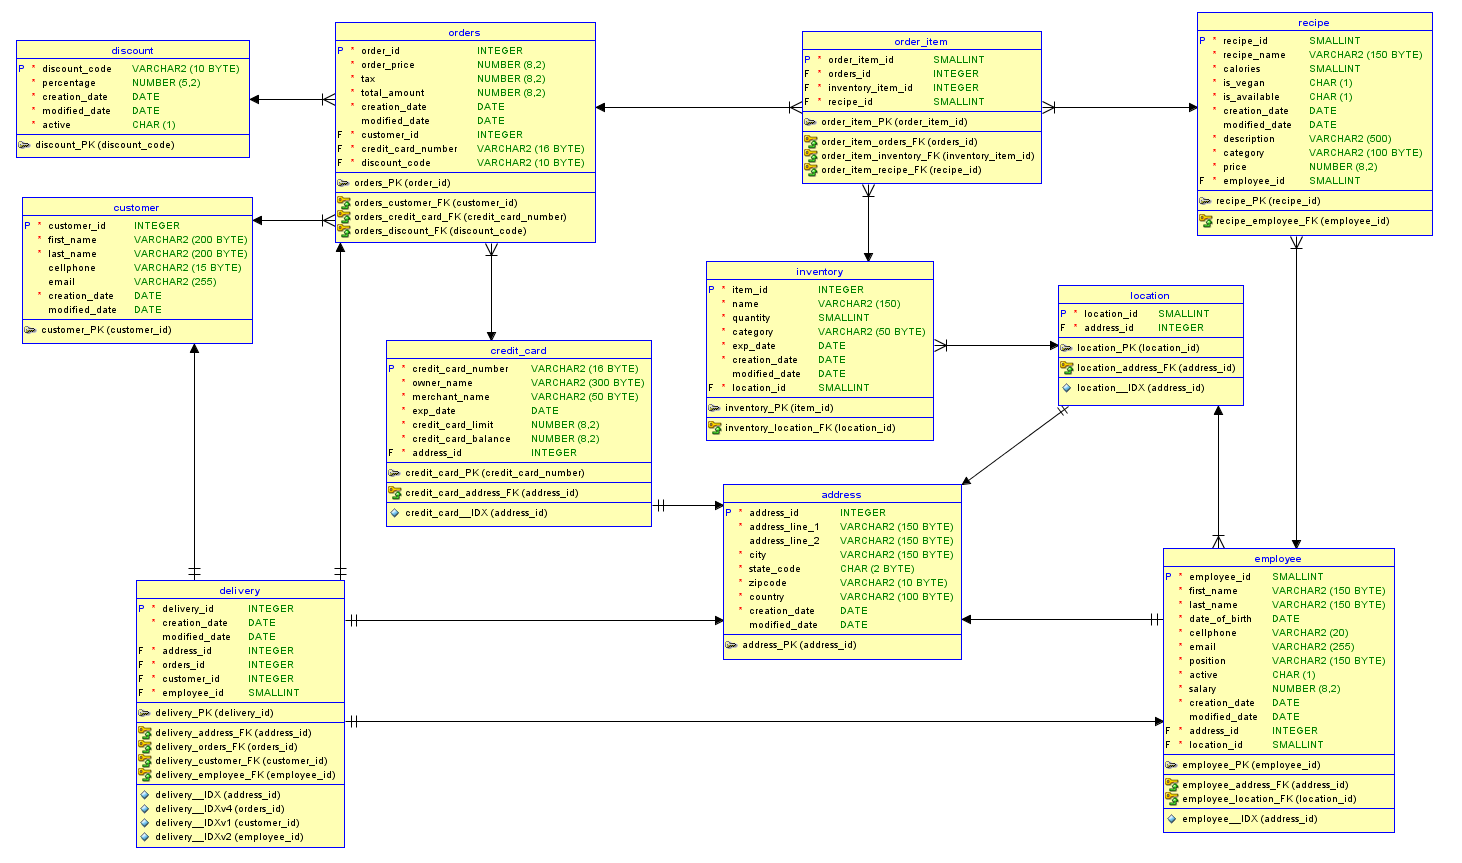 discount
P * discount_code VARCHAR2 (10 BYTE)
* percentage NUMBER (5,2)
* creation_date DATE
* modified_date DATE
* active CHAR (1)
discount_PK (discount_code)
orders
P * order_id INTEGER
* order_price NUMBER (8,2)
* tax NUMBER (8,2)
* total_amount NUMBER (8,2)
* creation_date DATE
modified_date DATE
F * customer_id INTEGER
F * credit_card_number VARCHAR2 (16 BYTE)
F * discount_code VARCHAR2 (10 BYTE)
orders_PK (order_id)
orders_customer_FK (customer_id)
orders_credit_card_FK (credit_card_number)
orders_discount_FK (discount_code)
order_item
P * order_item_id SMALLINT
F * orders_id INTEGER
F * inventory_item_id INTEGER
F * recipe_id SMALLINT
order_item_PK (order_item_id)
order_item_orders_FK (orders_id)
order_item_inventory_FK (inventory_item_id)
order_item_recipe_FK (recipe_id)
recipe
P * recipe_id SMALLINT
* recipe_name VARCHAR2 (150 BYTE)
* calories SMALLINT
* is_vegan CHAR (1)
* is_available CHAR (1)
* creation_date DATE
modified_date DATE
* description VARCHAR2 (500)
* category VARCHAR2 (100 BYTE)
* price NUMBER (8,2)
F * employee_id SMALLINT
recipe_PK (recipe_id)
recipe_employee_FK (employee_id)
customer
P * customer_id INTEGER
* first_name VARCHAR2 (200 BYTE)
* last_name VARCHAR2 (200 BYTE)
cellphone VARCHAR2 (15 BYTE)
email VARCHAR2 (255)
* creation_date DATE
modified_date DATE
customer_PK (customer_id)
credit_card
P * credit_card_number VARCHAR2 (16 BYTE)
* owner_name VARCHAR2 (300 BYTE)
* merchant_name VARCHAR2 (50 BYTE)
* exp_date DATE
* credit_card_limit NUMBER (8,2)
* credit_card_balance NUMBER (8,2)
F * address_id INTEGER
credit_card_PK (credit_card_number)
credit_card_address_FK (address_id)
credit_card__IDX (address_id)
inventory
P * item_id INTEGER
* name VARCHAR2 (150)
* quantity SMALLINT
* category VARCHAR2 (50 BYTE)
* exp_date DATE
* creation_date DATE
modified_date DATE
F * location_id SMALLINT
inventory_PK (item_id)
inventory_location_FK (location_id)
location
P * location_id SMALLINT
F * address_id INTEGER
location_PK (location_id)
location_address_FK (address_id)
location__IDX (address_id)
address
P * address_id INTEGER
* address_line_1 VARCHAR2 (150 BYTE)
address_line_2 VARCHAR2 (150 BYTE)
* city VARCHAR2 (150 BYTE)
* state_code CHAR (2 BYTE)
* zipcode VARCHAR2 (10 BYTE)
* country VARCHAR2 (100 BYTE)
* creation_date DATE
modified_date DATE
address_PK (address_id)
delivery
P * delivery_id INTEGER
* creation_date DATE
modified_date DATE
F * address_id INTEGER
F * orders_id INTEGER
F * customer_id INTEGER
F * employee_id SMALLINT
delivery_PK (delivery_id)
delivery_address_FK (address_id)
delivery_orders_FK (orders_id)
delivery_customer_FK (customer_id)
delivery_employee_FK (employee_id)
delivery__IDX (address_id)
delivery__IDXv4 (orders_id)
delivery__IDXv1 (customer_id)
delivery__IDXv2 (employee_id)
employee
P * employee_id SMALLINT
* first_name VARCHAR2 (150 BYTE)
* last_name VARCHAR2 (150 BYTE)
* date_of_birth DATE
* cellphone VARCHAR2 (20)
* email VARCHAR2 (255)
* position VARCHAR2 (150 BYTE)
* active CHAR (1)
* salary NUMBER (8,2)
* creation_date DATE
modified_date DATE
F * address_id INTEGER
F * location_id SMALLINT
employee_PK (employee_id)
employee_address_FK (address_id)
employee_location_FK (location_id)
employee__IDX (address_id)